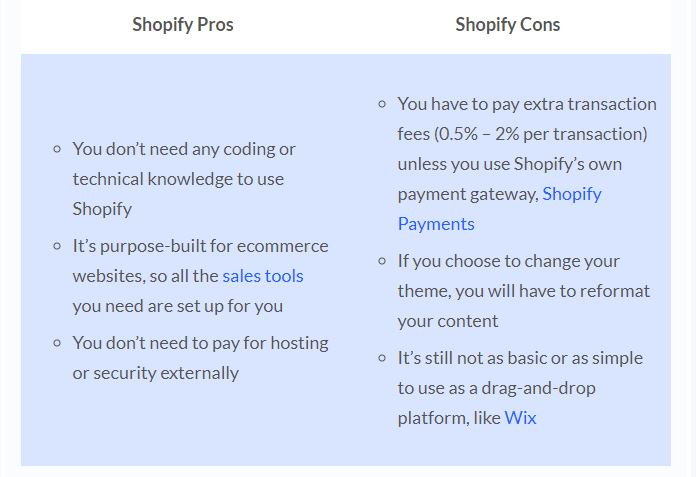 Shopify Pros
Shopify Cons
You don’t need any coding or
technical knowledge to use
Shopify
It’s purpose-built for ecommerce
websites, so all the sales tools
you need are set up for you
You don’t need to pay for hosting
or security externally
You have to pay extra transaction
fees (0.5% – 2% per transaction)
unless you use Shopify’s own
payment gateway, Shopify
Payments
If you choose to change your
theme, you will have to reformat
your content
It’s still not as basic or as simple
to use as a drag-and-drop
platform, like Wix